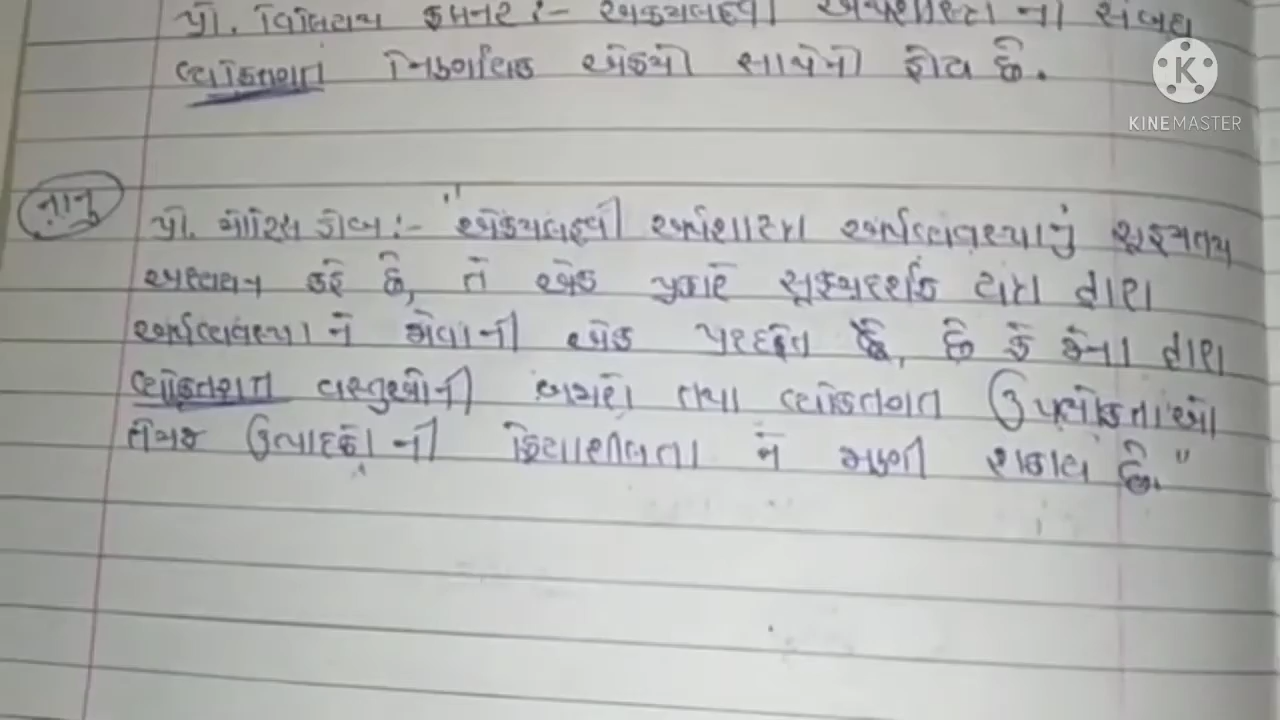 પ્રો. વિલિયમ ફેલનર :- એકમલક્ષી અર્થશાસ્ત્ર નો સંબંધ
વ્યક્તિગત નિર્ણાયક એકમો સાથેનો હોય છે.
KINEMASTER
નાનુ
પ્રો. મોરિસ ડોબ :- "એકમલક્ષી અર્થશાસ્ત્ર અર્થવ્યવસ્થાનું સૂક્ષ્મતમ
અધ્યયન કરે છે, તે એક પ્રકારે સૂક્ષ્મદર્શક યંત્ર દ્વારા
અર્થવ્યવસ્થા ને જોવાની એક પધ્ધતિ છે, છે કે જેના દ્વારા
વ્યક્તિગત વસ્તુઓની બજારો તથા વ્યક્તિગત ઉપભોક્તાઓ
તેમજ ઉત્પાદકો ની ક્રિયાશીલતા ને જાણી શકાય છે."